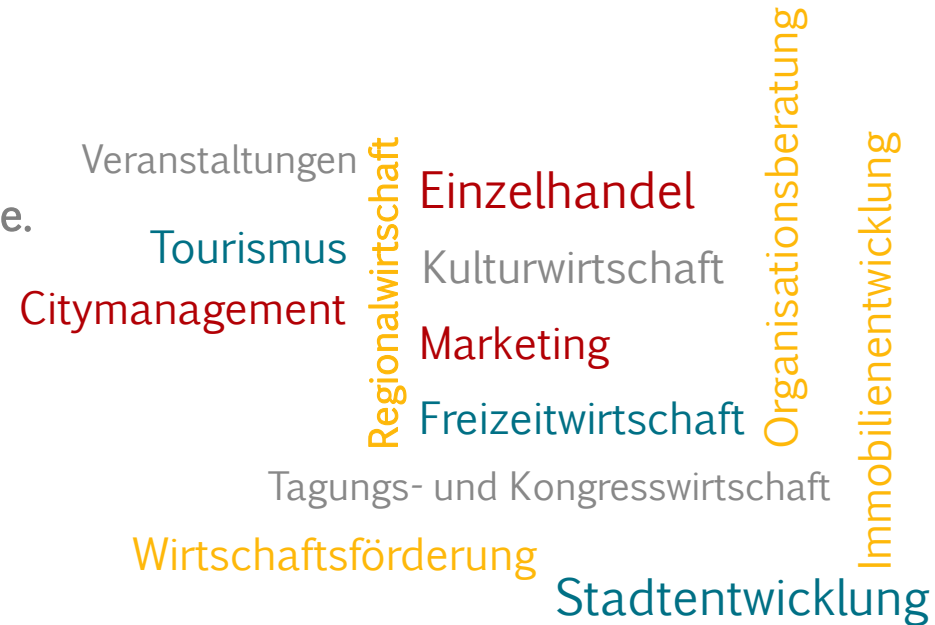 Veranstaltungen
e.
Tourismus
Citymanagement
Regionalwirtschaft
Einzelhandel
Kulturwirtschaft
Marketing
Freizeitwirtschaft
Organisationsberatung
Immobilienentwicklung
Tagungs- und Kongresswirtschaft
Wirtschaftsförderung
Stadtentwicklung